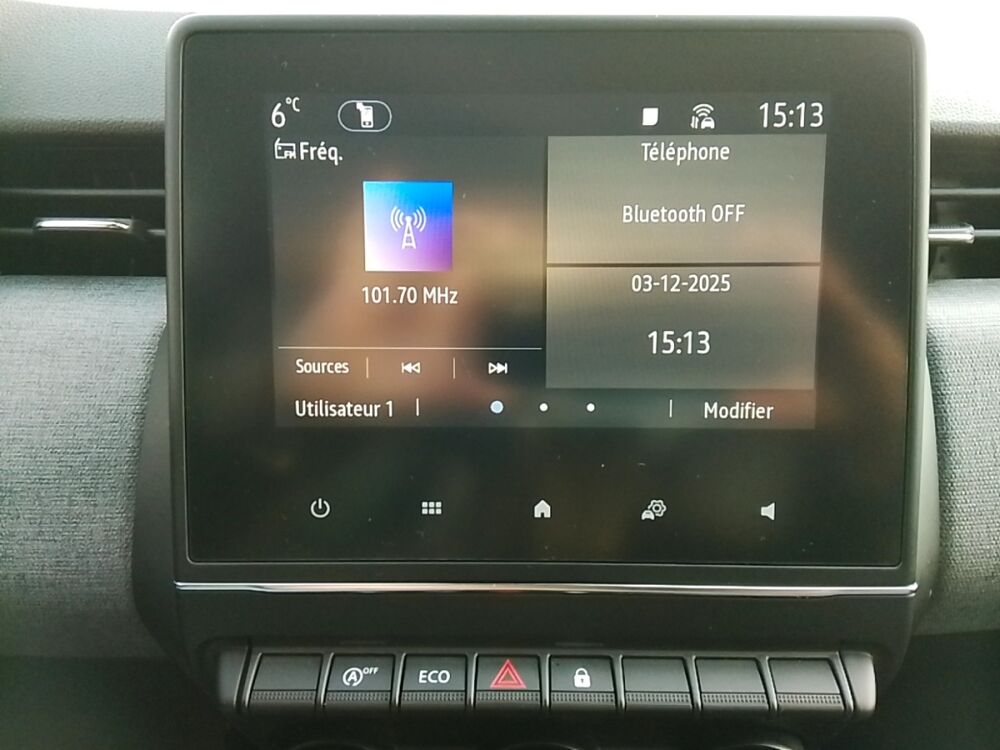 6°C
15:13
FM Fréq.
Téléphone
Bluetooth OFF
101.70 MHz
03-12-2025
15:13
Sources
Utilisateur 1
Modifier
A OFF
ECO